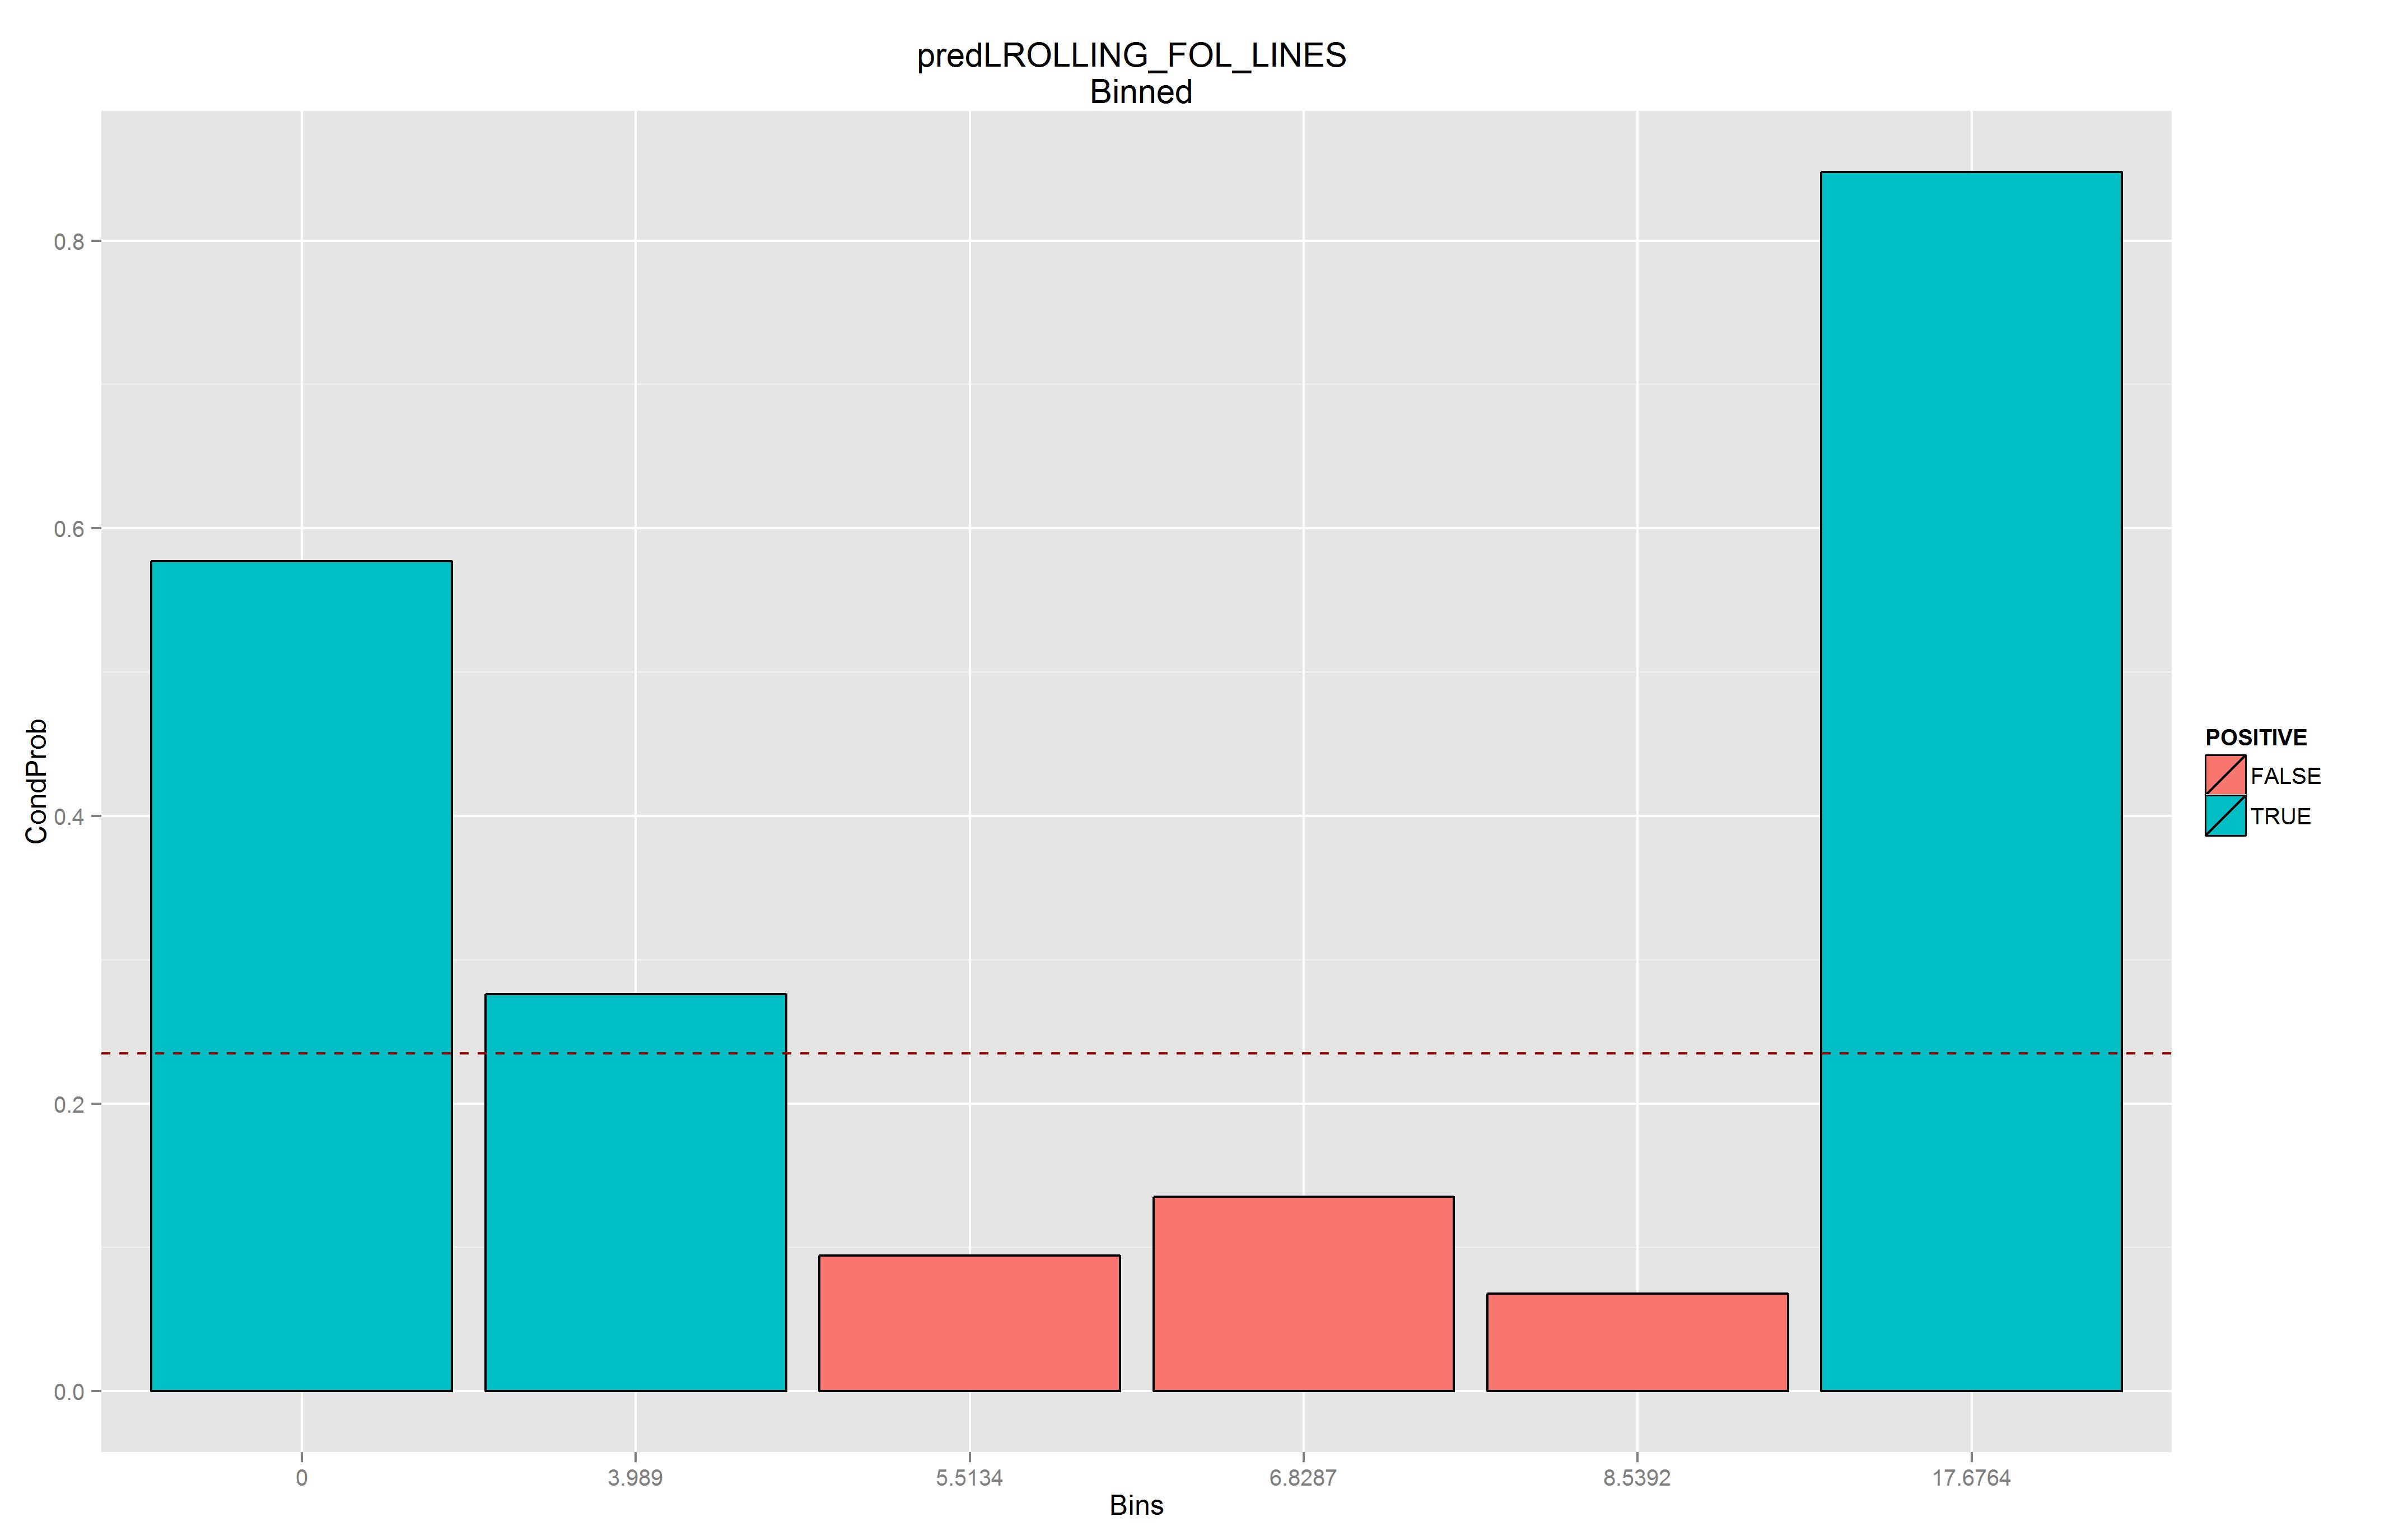 predLROLLING_FOL_LINES
Binned
CondProb
0.8
0.6
0.4
0.2
0.0
0
3.989
5.5134
6.8287
8.5392
17.6764
Bins
POSITIVE
FALSE
TRUE